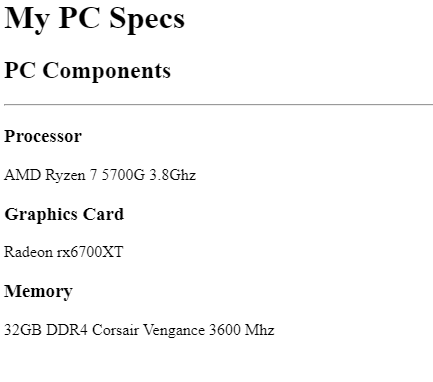 My PC Specs
PC Components
Processor
AMD Ryzen 7 5700G 3.8Ghz
Graphics Card
Radeon rx6700XT
Memory
32GB DDR4 Corsair Vengance 3600 Mhz